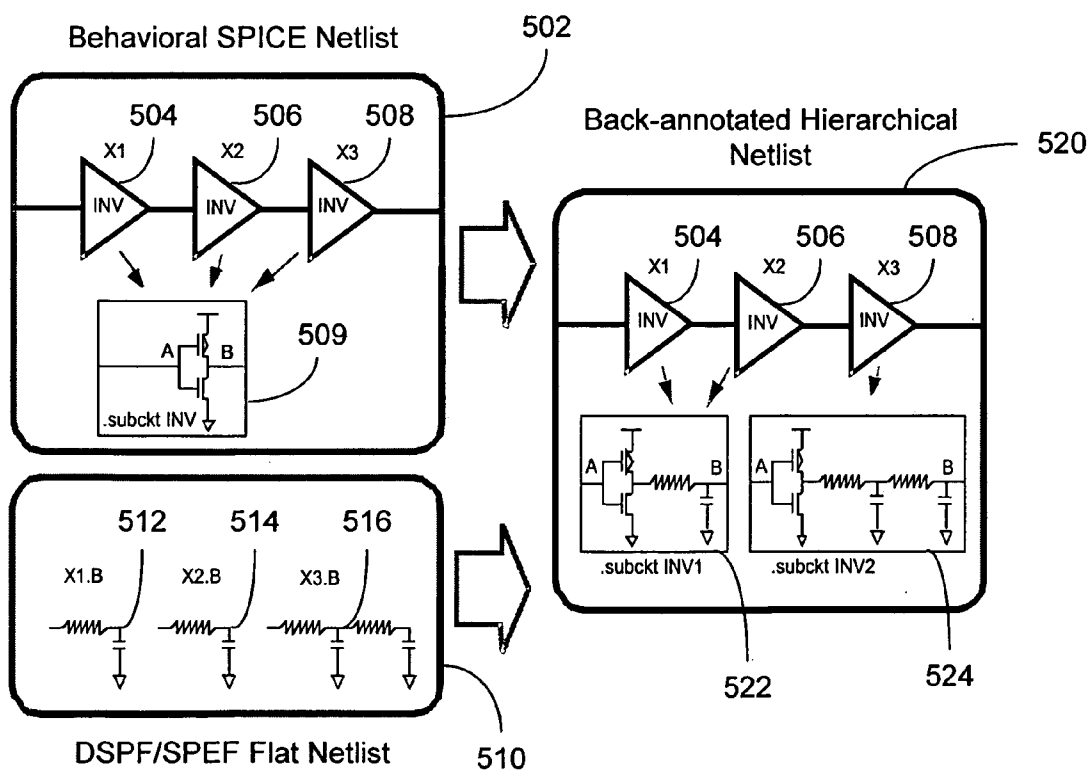 Behavioral SPICE Netlist
502
504
506
508
X1
X2
X3
INV
INV
INV
A
B
509
.subckt INV
Back-annotated Hierarchical
Netlist
520
504
506
508
X1
X2
X3
INV
INV
INV
A
B
.subckt INV1
A
B
.subckt INV2
522
524
512
514
516
X1.B
X2.B
X3.B
DSPF/SPEF Flat Netlist
510